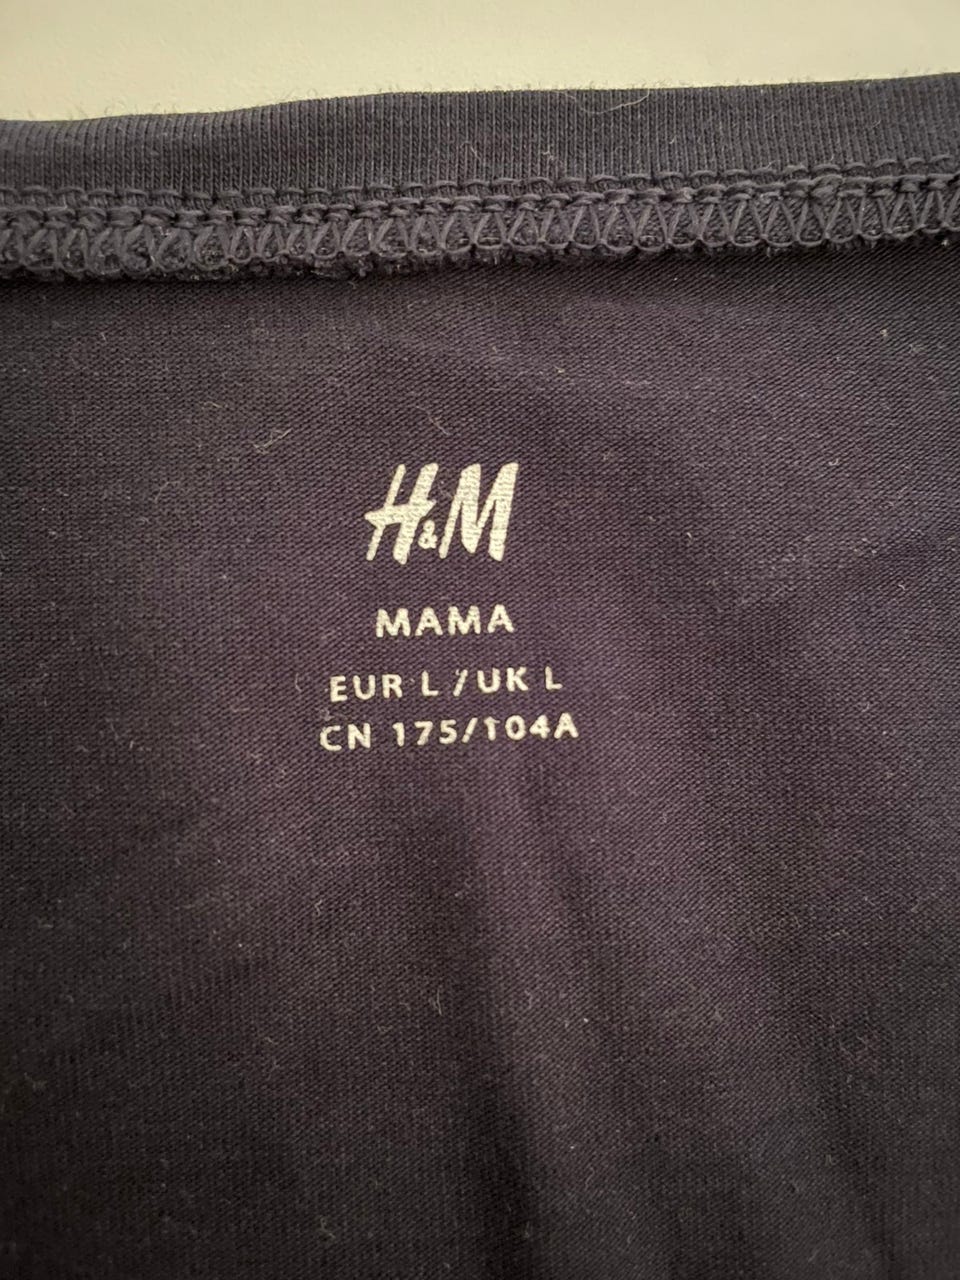 H&M
MAMA
EUR L / UK L
CN 175/104A